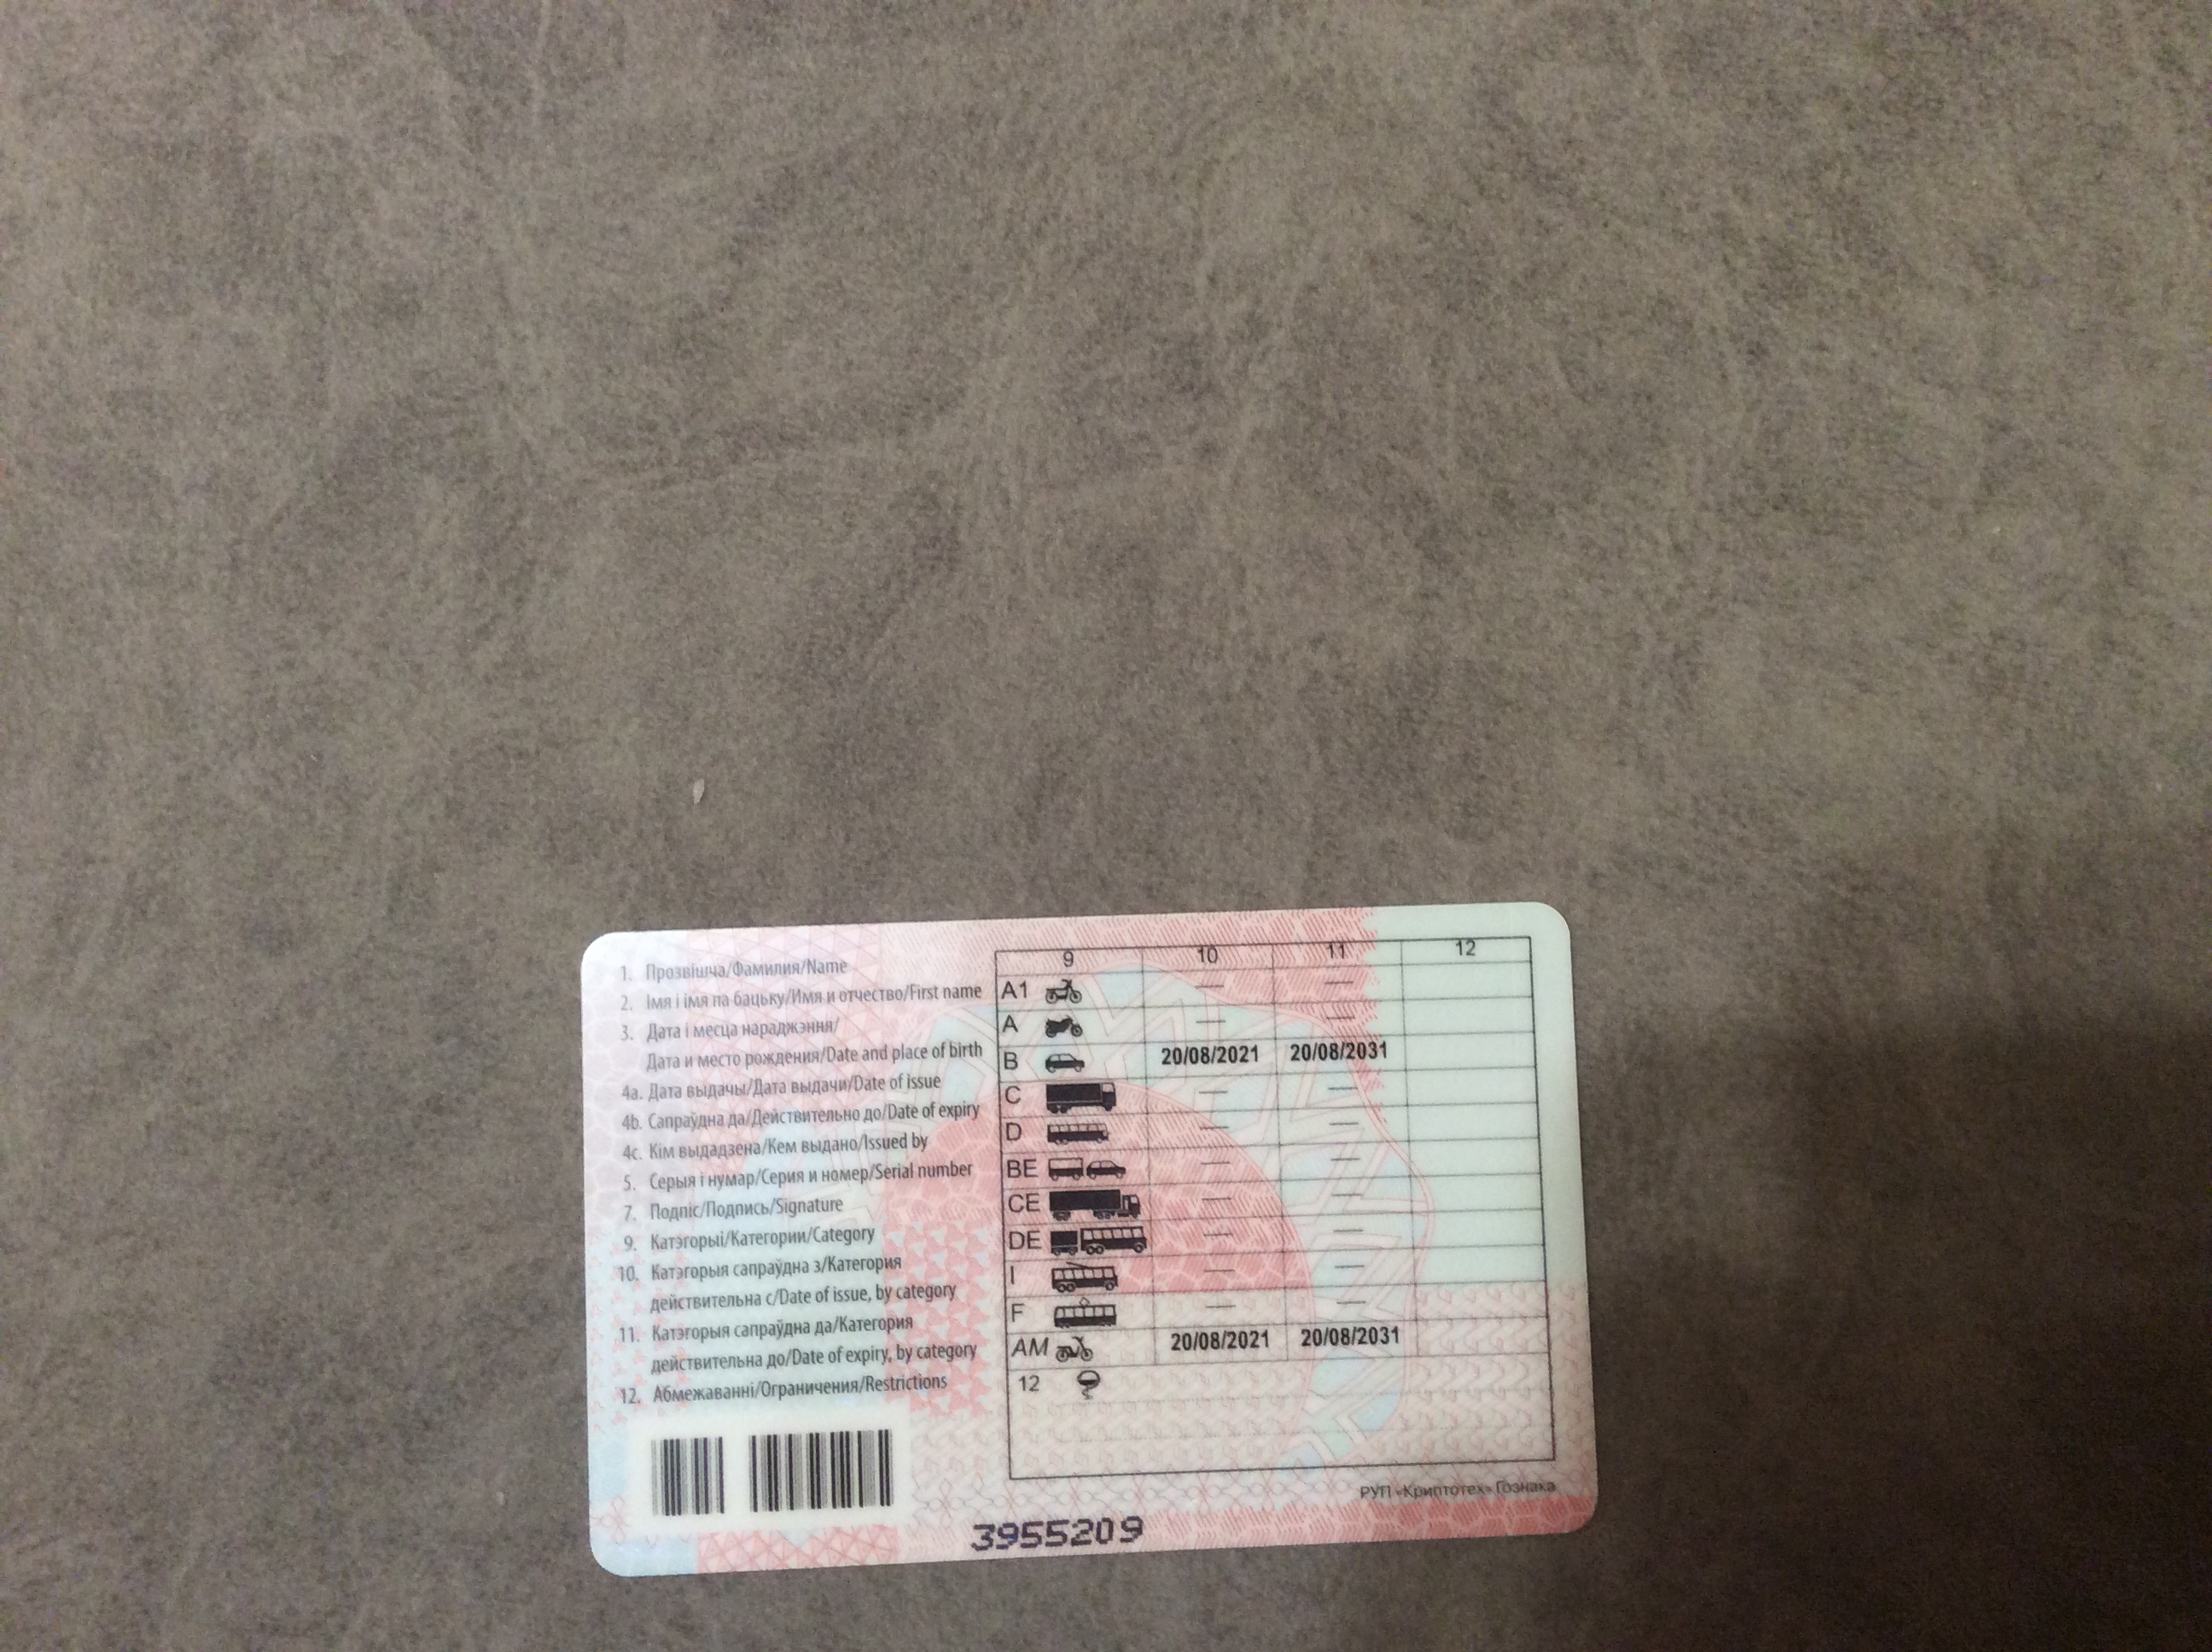 1. Прозвішча/Фамилия/Name
2. Імя і імя па бацьку/Имя и отчество/First name
3. Дата і месца нараджэння/
Дата и место рождения/Date and place of birth
4a. Дата выдачы/Дата выдачи/Date of issue
4b. Сапраўдна да/Действительно до/Date of expiry
4c. Кім выдадзена/Кем выдано/Issued by
5. Серыя і нумар/Серия и номер/Serial number
7. Подпіс/Подпись/Signature
9. Катэгорыі/Категории/Category
10. Катэгорыя сапраўдна з/Категория
действительна с/Date of issue, by category
11. Катэгорыя сапраўдна да/Категория
действительна до/Date of expiry, by category
12. Абмежаванні/Ограничения/Restrictions
9 10 11 12
A1 — —
A — —
B 20/08/2021 20/08/2031
C — —
D — —
BE — —
CE — —
DE — —
I — —
F — —
AM 20/08/2021 20/08/2031
12
РУП «Криптотех» Гознака
3955209